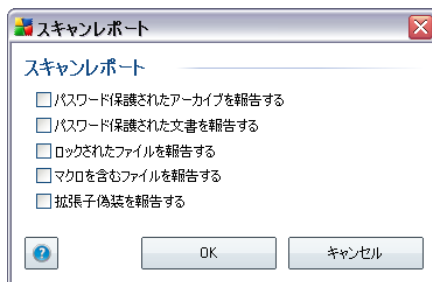 スキャンレポート
スキャンレポート
パスワード保護されたアーカイブを報告する
パスワード保護された文書を報告する
ロックされたファイルを報告する
マクロを含むファイルを報告する
拡張子偽装を報告する
OK
キャンセル